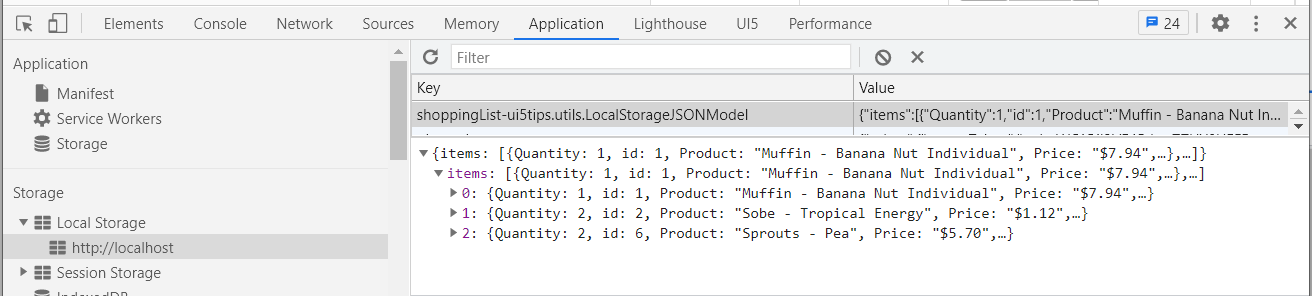 Elements Console Network Sources Memory Application Lighthouse UI5 Performance 24
Application
Manifest
Service Workers
Storage
Storage
Local Storage
http://localhost
Session Storage
IndexedDB
Filter
Key Value
shoppingList-ui5tips.utils.LocalStorageJSONModel {"items":[{"Quantity":1,"id":1,"Product":"Muffin - Banana Nut In...
{items: [{Quantity: 1, id: 1, Product: "Muffin - Banana Nut Individual", Price: "$7.94",…},…]}
items: [{Quantity: 1, id: 1, Product: "Muffin - Banana Nut Individual", Price: "$7.94",…},…]
0: {Quantity: 1, id: 1, Product: "Muffin - Banana Nut Individual", Price: "$7.94",…}
1: {Quantity: 2, id: 2, Product: "Sobe - Tropical Energy", Price: "$1.12",…}
2: {Quantity: 2, id: 6, Product: "Sprouts - Pea", Price: "$5.70",…}